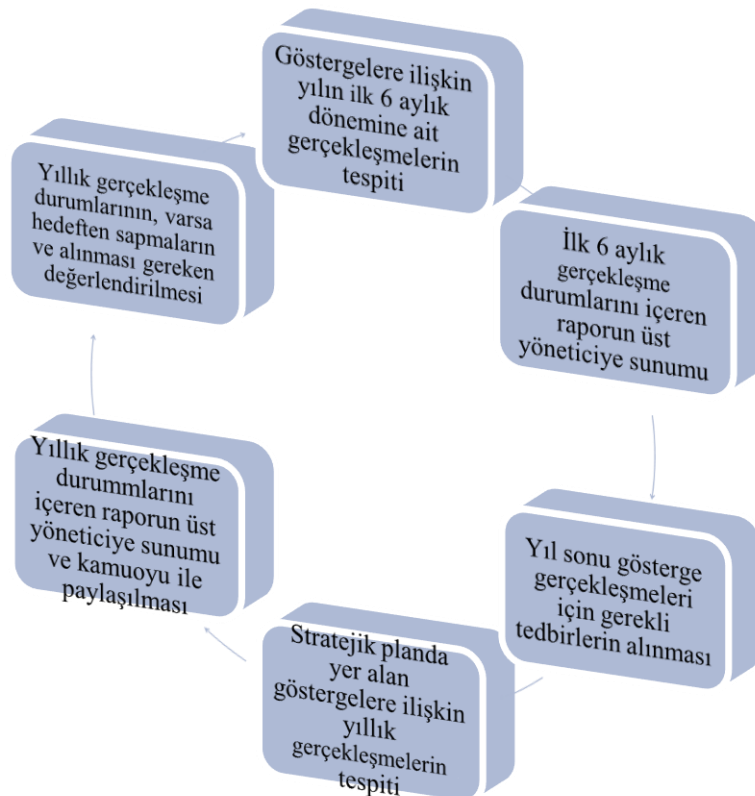 Göstergelere ilişkin
yılın ilk 6 aylık
dönemine ait
gerçekleşmelerin
tespiti
İlk 6 aylık
gerçekleşme
durumlarını içeren
raporun üst
yöneticiye sunumu
Yıl sonu gösterge
gerçekleşmeleri
için gerekli
tedbirlerin alınması
Stratejik planda
yer alan
göstergelere ilişkin
yıllık
gerçekleşmelerin
tespiti
Yıllık gerçekleşme
durummlarını
içeren raporun üst
yöneticiye sunumu
ve kamuoyu ile
paylaşılması
Yıllık gerçekleşme
durumlarının, varsa
hedeften sapmaların
ve alınması gereken
değerlendirilmesi